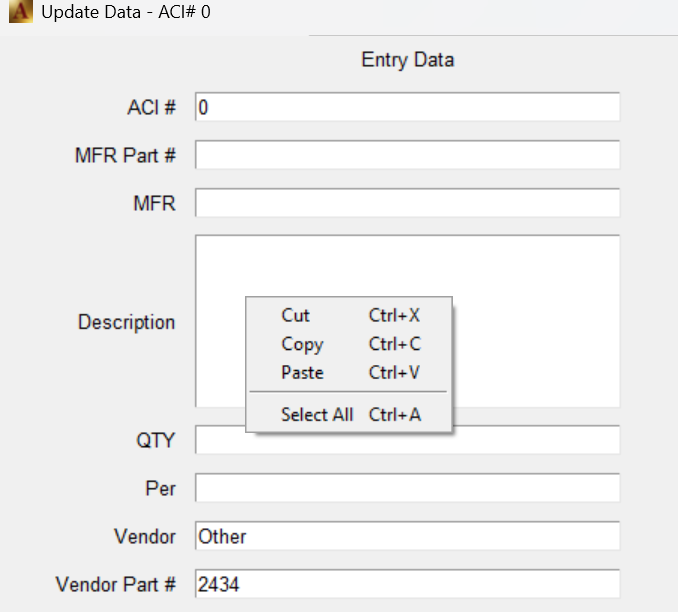 Update Data - ACI# 0
Entry Data
ACI # 0
MFR Part #
MFR
Description
Cut Ctrl+X
Copy Ctrl+C
Paste Ctrl+V
Select All Ctrl+A
QTY
Per
Vendor Other
Vendor Part # 2434